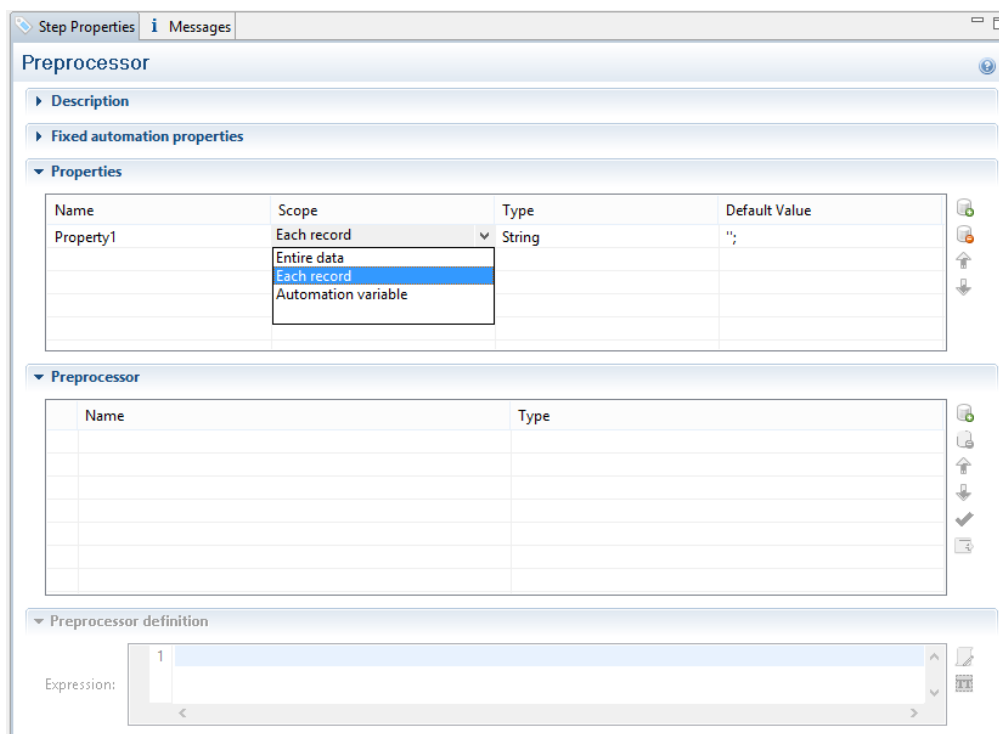 Step Properties i Messages
Preprocessor
Description
Fixed automation properties
Properties
Name Scope Type Default Value
Property1 Each record String '';
Entire data
Each record
Automation variable
Preprocessor
Name Type
Preprocessor definition
1
Expression: